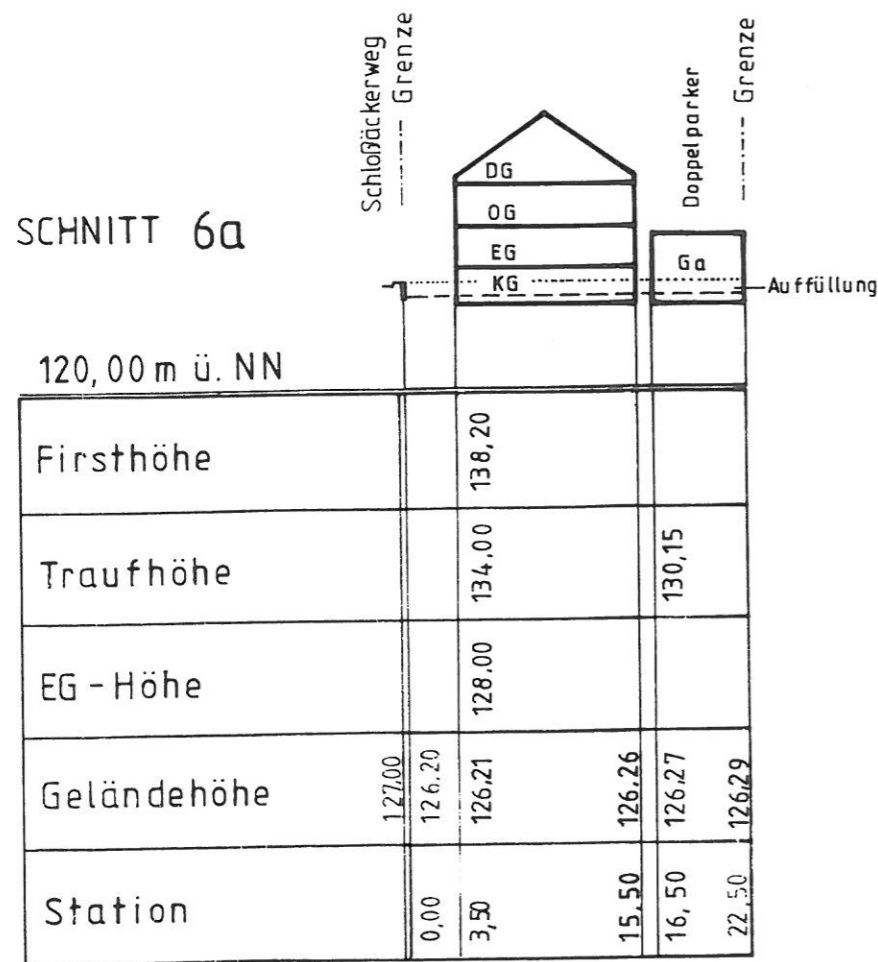 Schloßäckerweg
Grenze
Doppelparker
Grenze
DG
OG
SCHNITT 6a
EG
Ga
KG
Auffüllung
120,00 m ü. NN
Firsthöhe 138,20
Traufhöhe 134,00 130,15
EG - Höhe 128.00
Geländehöhe 127,00 126.20 126,21 126,26 126,27 126,29
Station 0,00 3,50 15,50 16,50 22,50